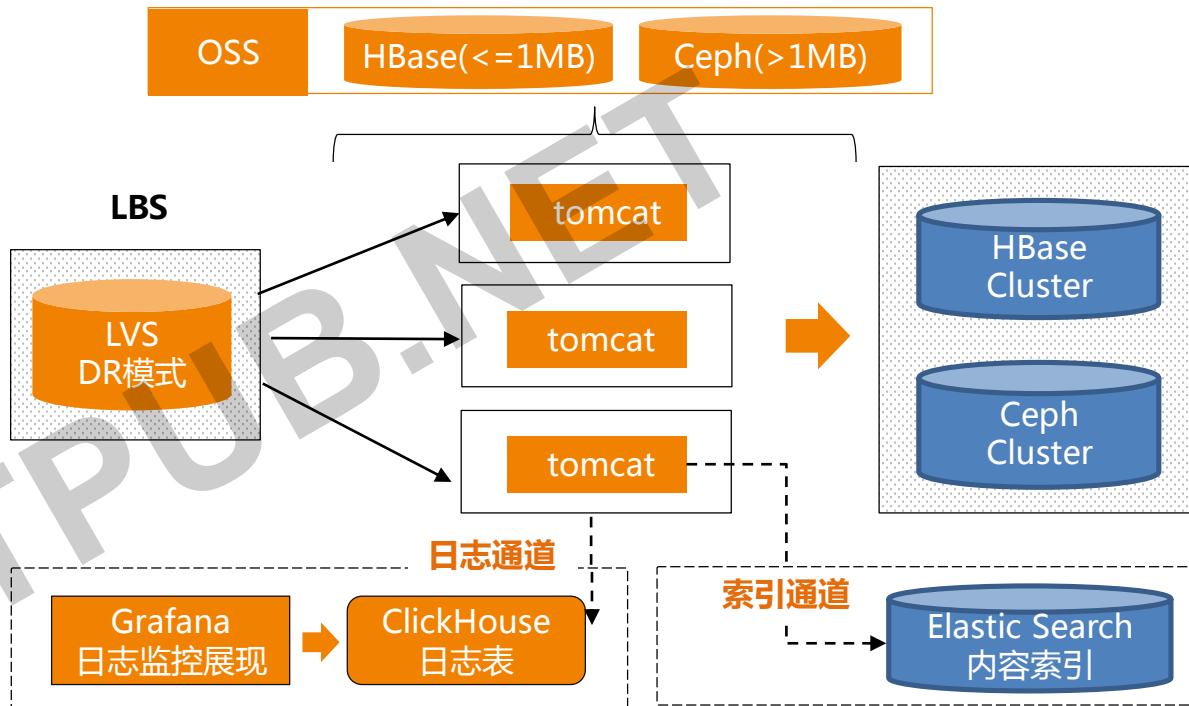 OSS
HBase(<=1MB)
Ceph(>1MB)
LBS
LVS
DR模式
tomcat
tomcat
tomcat
HBase
Cluster
Ceph
Cluster
日志通道
Grafana
日志监控展现
ClickHouse
日志表
索引通道
Elastic Search
内容索引
TPUB.NET